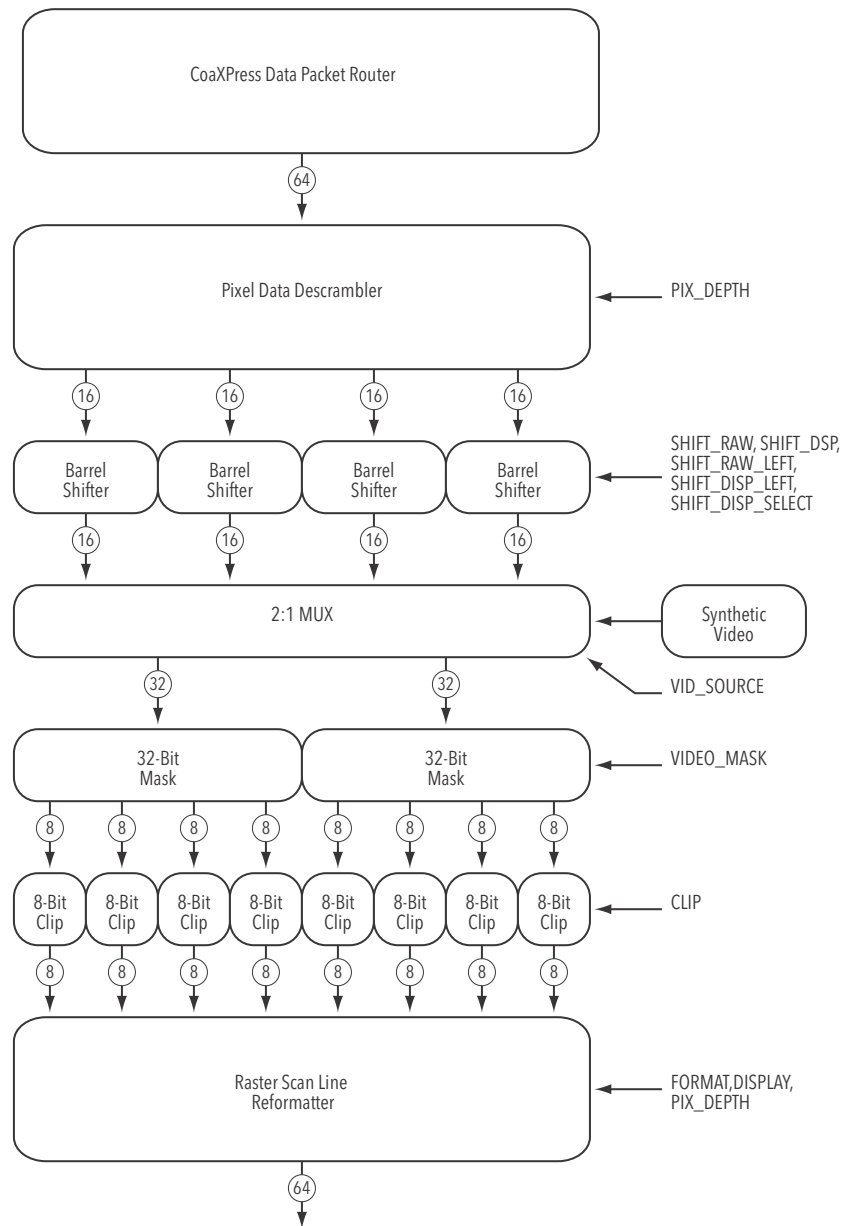 CoaXPress Data Packet Router
64
Pixel Data Descrambler
PIX_DEPTH
16 16 16 16
Barrel
Shifter
Barrel
Shifter
Barrel
Shifter
Barrel
Shifter
SHIFT_RAW, SHIFT_DSP,
SHIFT_RAW_LEFT,
SHIFT_DISP_LEFT,
SHIFT_DISP_SELECT
16 16 16 16
2:1 MUX
Synthetic
Video
VID_SOURCE
32 32
32-Bit
Mask
32-Bit
Mask
VIDEO_MASK
8 8 8 8 8 8 8 8
8-Bit
Clip
8-Bit
Clip
8-Bit
Clip
8-Bit
Clip
8-Bit
Clip
8-Bit
Clip
8-Bit
Clip
8-Bit
Clip
CLIP
8 8 8 8 8 8 8 8
Raster Scan Line
Reformatter
FORMAT,DISPLAY,
PIX_DEPTH
64